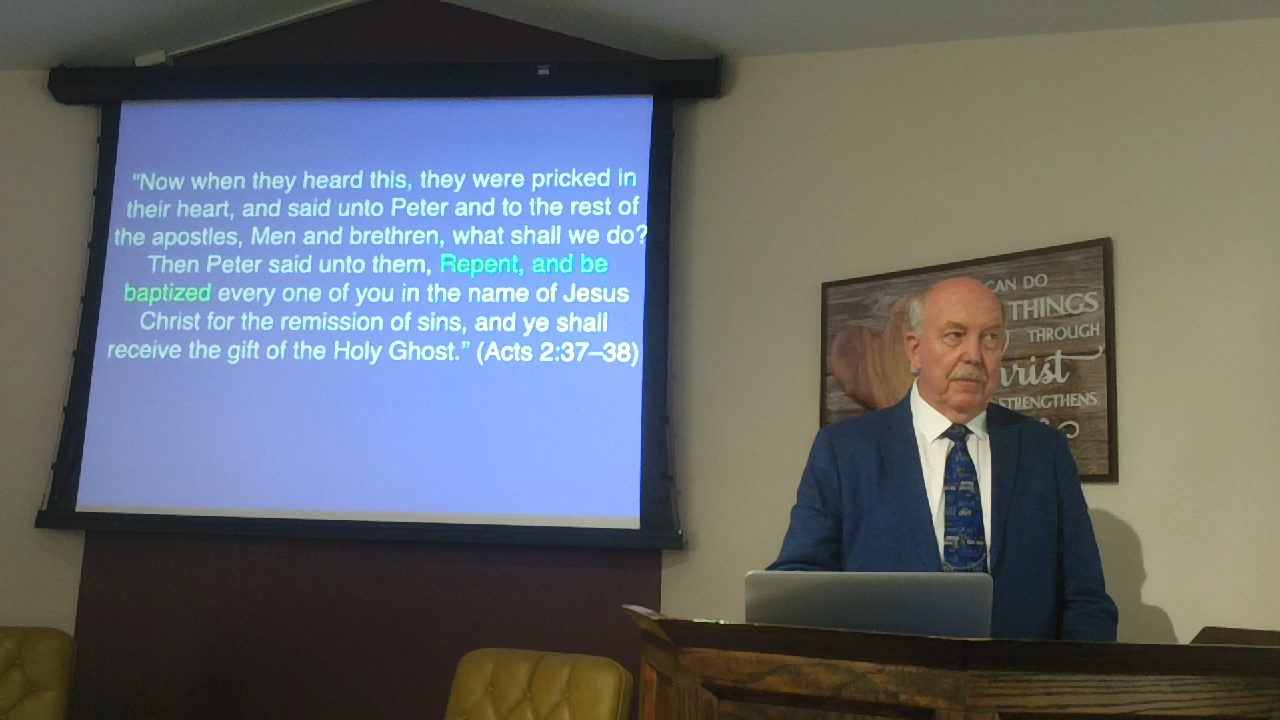 "Now when they heard this, they were pricked in
their heart, and said unto Peter and to the rest of
the apostles, Men and brethren, what shall we do?
Then Peter said unto them, Repent, and be
baptized every one of you in the name of Jesus
Christ for the remission of sins, and ye shall
receive the gift of the Holy Ghost.” (Acts 2:37–38)
CAN DO
THINGS
THROUGH
STRENGTHENS